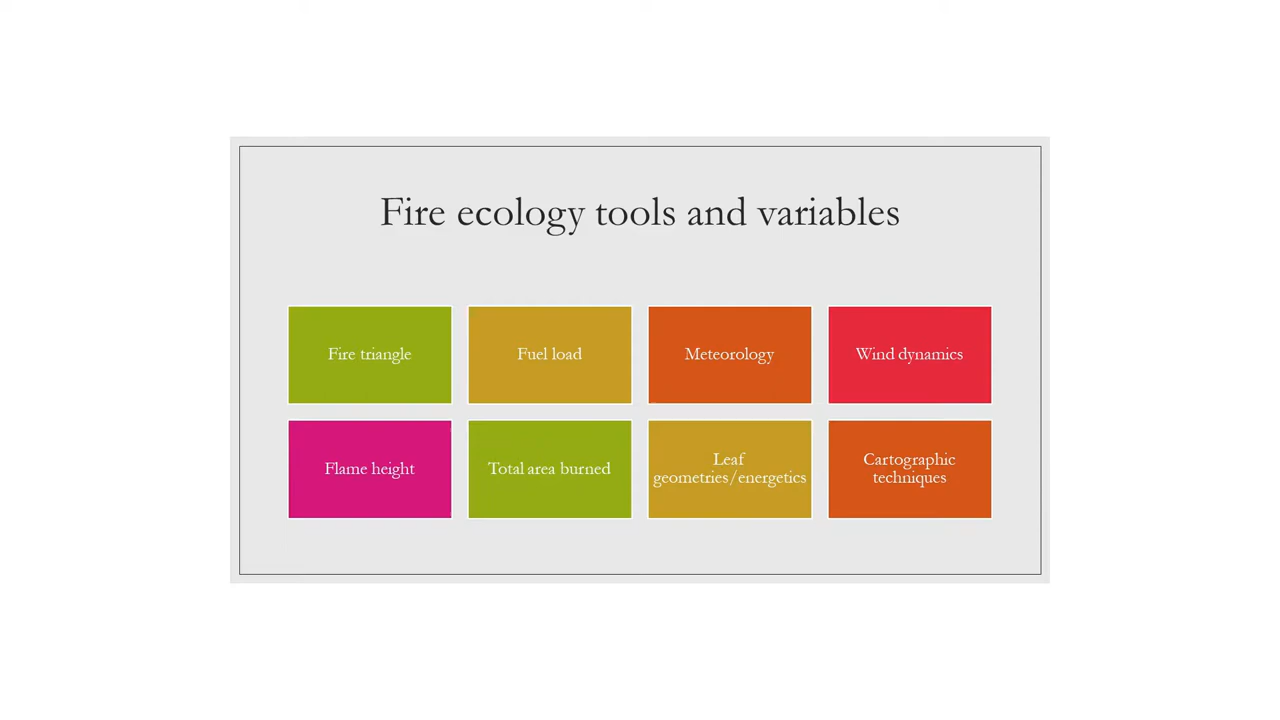 Fire ecology tools and variables
Fire triangle
Fuel load
Meteorology
Wind dynamics
Flame height
Total area burned
Leaf
geometries/energetics
Cartographic
techniques